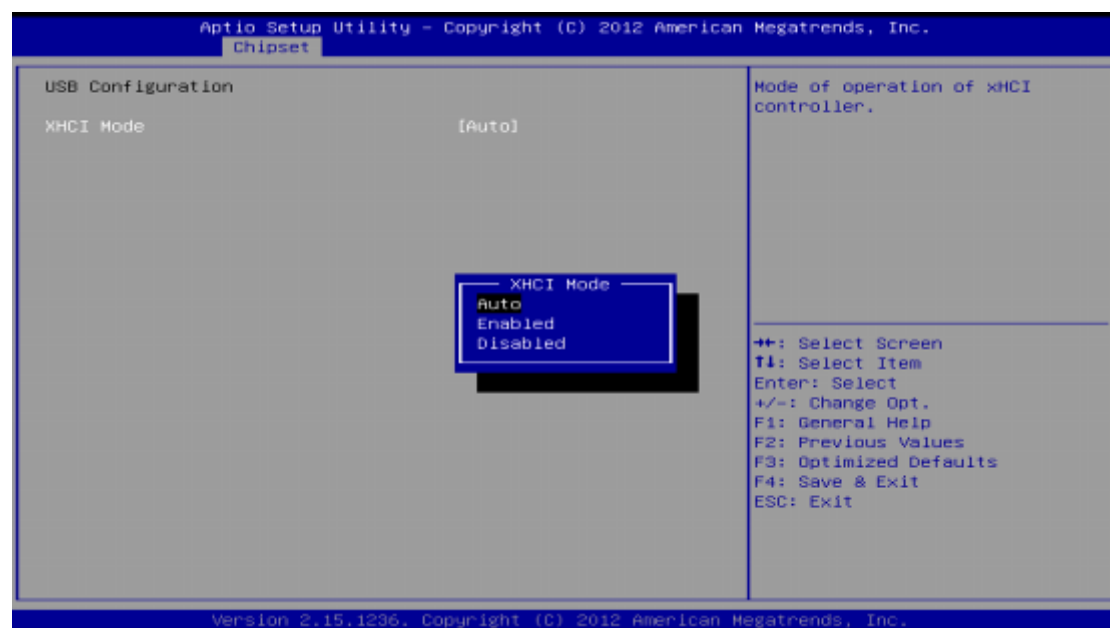 Aptio Setup Utility - Copyright (C) 2012 American Megatrends, Inc.
Chipset
USB Configuration
XHCI Mode [Auto]
Mode of operation of xHCI
controller.
XHCI Mode
Auto
Enabled
Disabled
→←: Select Screen
↑↓: Select Item
Enter: Select
+/-: Change Opt.
F1: General Help
F2: Previous Values
F3: Optimized Defaults
F4: Save & Exit
ESC: Exit
Version 2.15.1236. Copyright (C) 2012 American Megatrends, Inc.